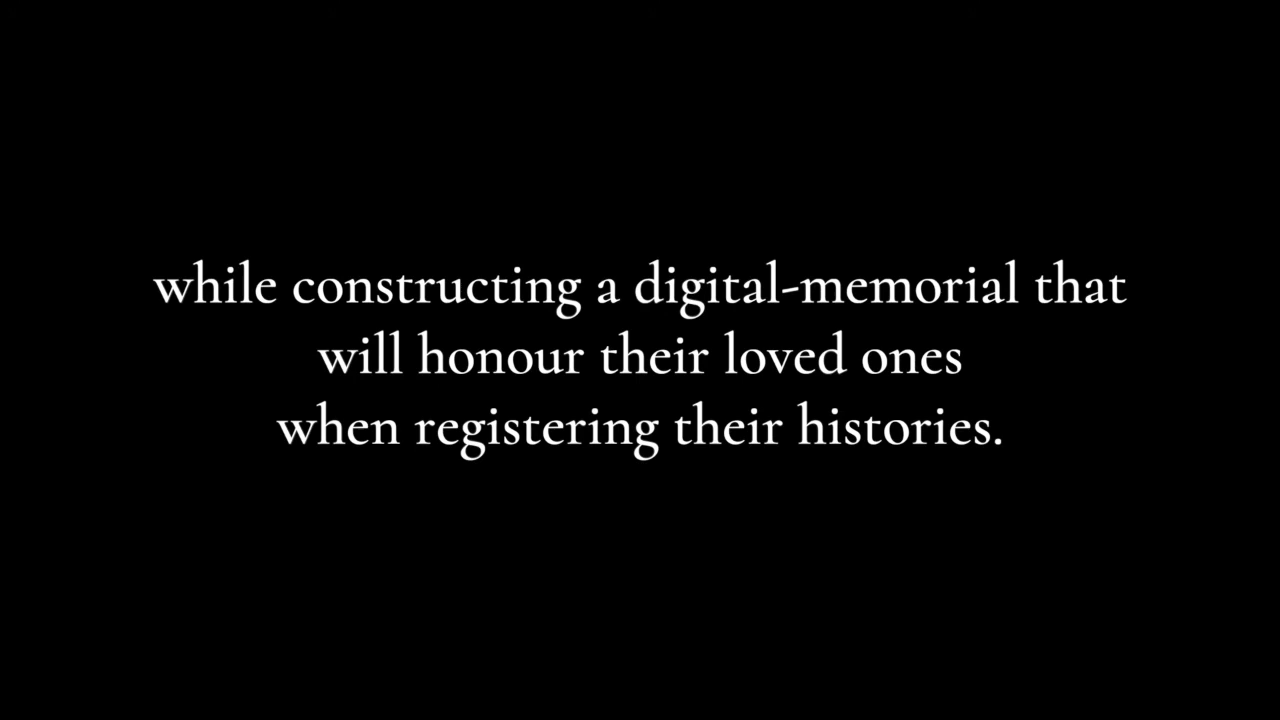 while constructing a digital-memorial that
will honour their loved ones
when registering their histories.